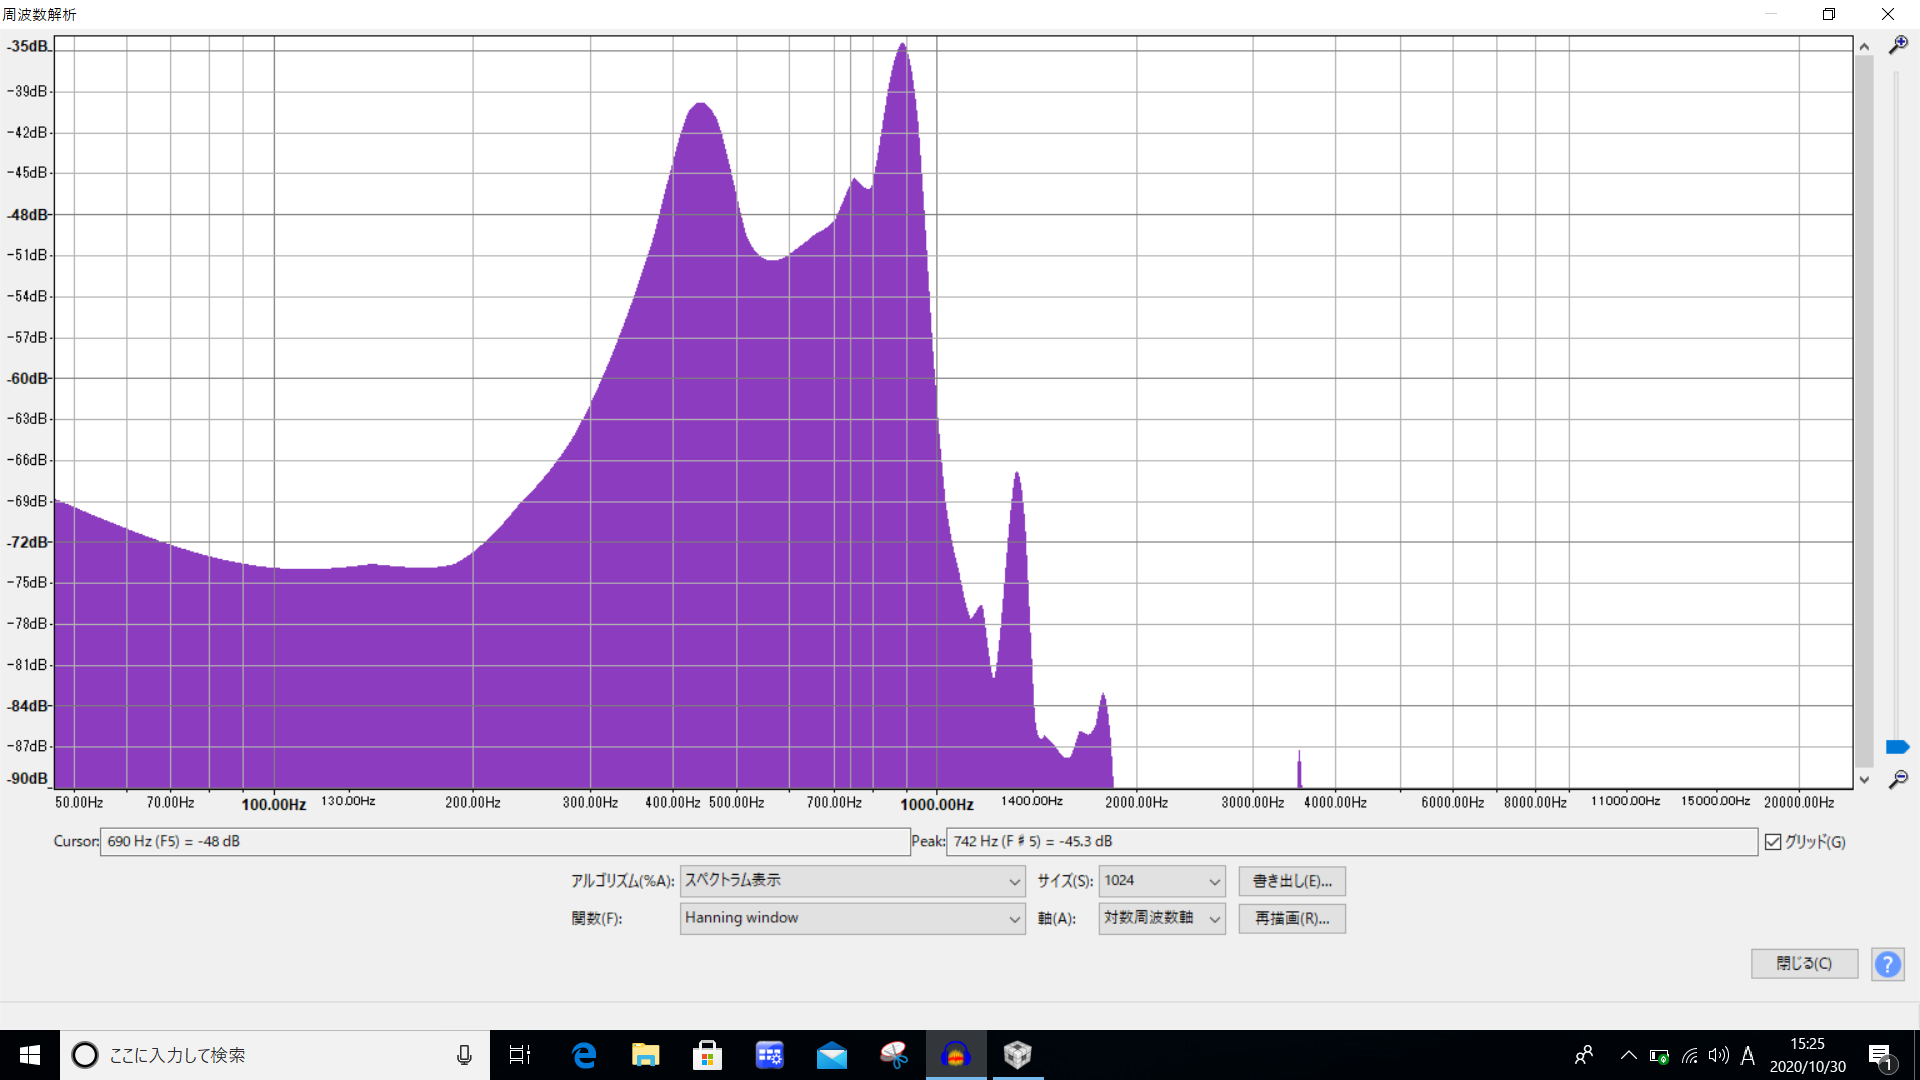 周波数解析
-35dB
-39dB
-42dB
-45dB
-48dB
-51dB
-54dB
-57dB
-60dB
-63dB
-66dB
-69dB
-72dB
-75dB
-78dB
-81dB
-84dB
-87dB
-90dB
50.00Hz 70.00Hz 100.00Hz 130.00Hz 200.00Hz 300.00Hz 400.00Hz 500.00Hz 700.00Hz 1000.00Hz 1400.00Hz 2000.00Hz 3000.00Hz 4000.00Hz 6000.00Hz 8000.00Hz 11000.00Hz 15000.00Hz 20000.00Hz
Cursor: 690 Hz (F5) = -48 dB Peak: 742 Hz (F♯5) = -45.3 dB グリッド(G)
アルゴリズム(%A): スペクトラム表示 サイズ(S): 1024 書き出し(E)...
関数(F): Hanning window 軸(A): 対数周波数軸 再描画(R)...
閉じる(C) ?
ここに入力して検索 A 15:25
2020/10/30 1